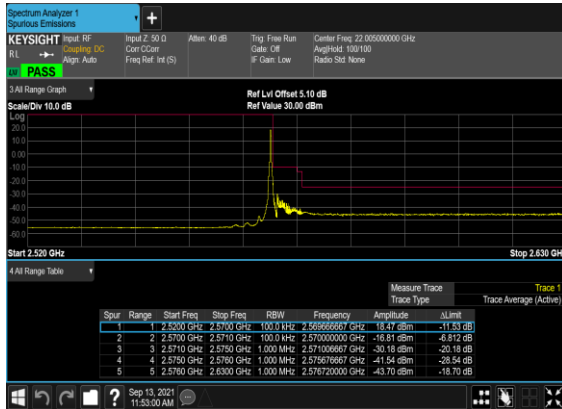 Spectrum Analyzer 1
Spurious Emissions
KEYSIGHT Input: RF Input Z: 50 Ω Atten: 40 dB Trig: Free Run Center Freq: 22.005000000 GHz
RL Coupling: DC Corr CCorr Gate: Off Avg|Hold: 100/100
Align: Auto Freq Ref: Int (S) IF Gain: Low Radio Std: None
PASS
3 All Range Graph Ref Lvl Offset 5.10 dB
Scale/Div 10.0 dB Ref Value 30.00 dBm
Log
20.0
10.0
0.00
-10.0
-20.0
-30.0
-40.0
-50.0
-60.0
Start 2.520 GHz Stop 2.630 GH
4 All Range Table
Measure Trace Trace 1
Trace Type Trace Average (Active)
Spur Range Start Freq Stop Freq RBW Frequency Amplitude ΔLimit
1 1 2.5200 GHz 2.5700 GHz 100.0 kHz 2.569666667 GHz 18.47 dBm -11.53 dB
2 2 2.5700 GHz 2.5710 GHz 100.0 kHz 2.570000000 GHz -16.81 dBm -6.812 dB
3 3 2.5710 GHz 2.5750 GHz 1.000 MHz 2.571006667 GHz -30.18 dBm -20.18 dB
4 4 2.5750 GHz 2.5760 GHz 1.000 MHz 2.575676667 GHz -41.54 dBm -28.54 dB
5 5 2.5760 GHz 2.6300 GHz 1.000 MHz 2.576720000 GHz -43.70 dBm -18.70 dB
Sep 13, 2021
11:53:00 AM